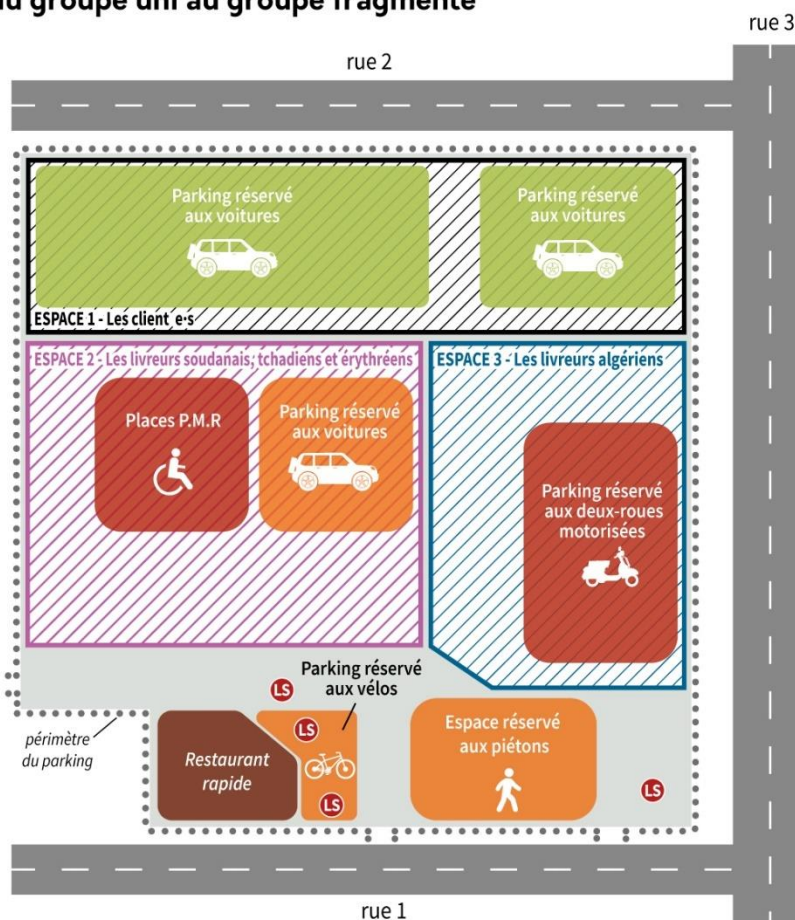 du groupe uni au groupe fragmenté
rue 3
rue 2
Parking réservé
aux voitures
Parking réservé
aux voitures
ESPACE 1 - Les client e·s
ESPACE 2 - Les livreurs soudanais, tchadiens et érythréens
ESPACE 3 - Les livreurs algériens
Places P.M.R
Parking réservé
aux voitures
Parking réservé
aux deux-roues
motorisées
Parking réservé
aux vélos
LS
LS
LS
LS
périmètre
du parking
Restaurant
rapide
Espace réservé
aux piétons
rue 1